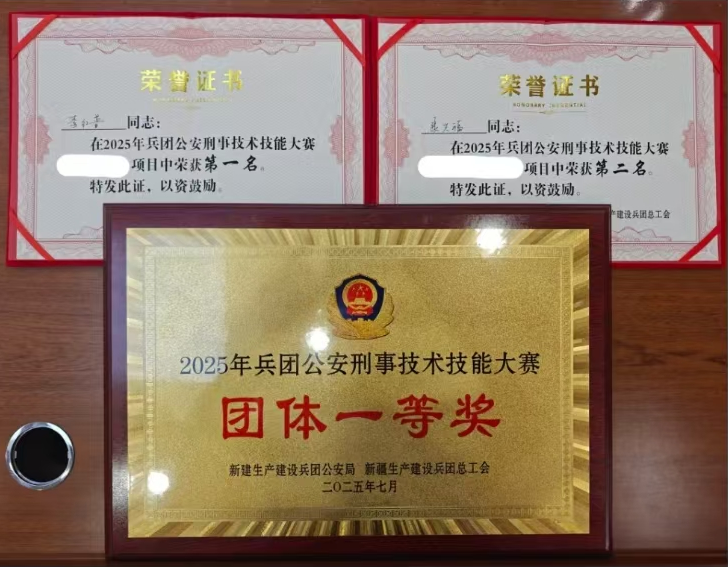 荣誉证书
同志：
在2025年兵团公安刑事技术技能大赛
项目中荣获第一名。
特发此证，以资鼓励。
荣誉证书
同志：
在2025年兵团公安刑事技术技能大赛
项目中荣获第二名。
特发此证，以资鼓励。
产建设兵团总工会
2025年兵团公安刑事技术技能大赛
团体一等奖
新建生产建设兵团公安局 新疆生产建设兵团总工会
二〇二五年七月